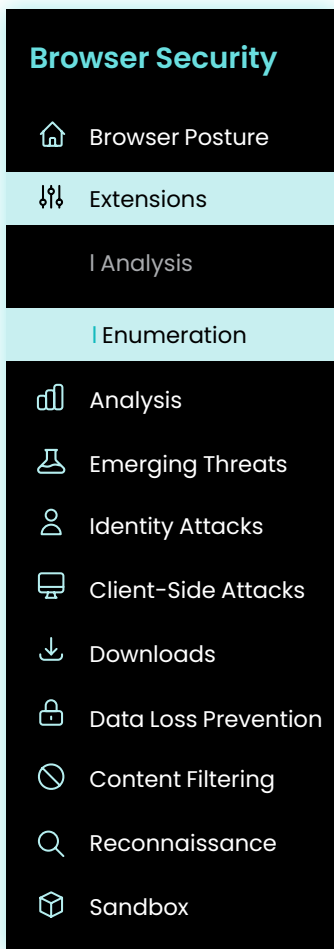 Browser Security
Browser Posture
Extensions
| Analysis
| Enumeration
Analysis
Emerging Threats
Identity Attacks
Client-Side Attacks
Downloads
Data Loss Prevention
Content Filtering
Reconnaissance
Sandbox